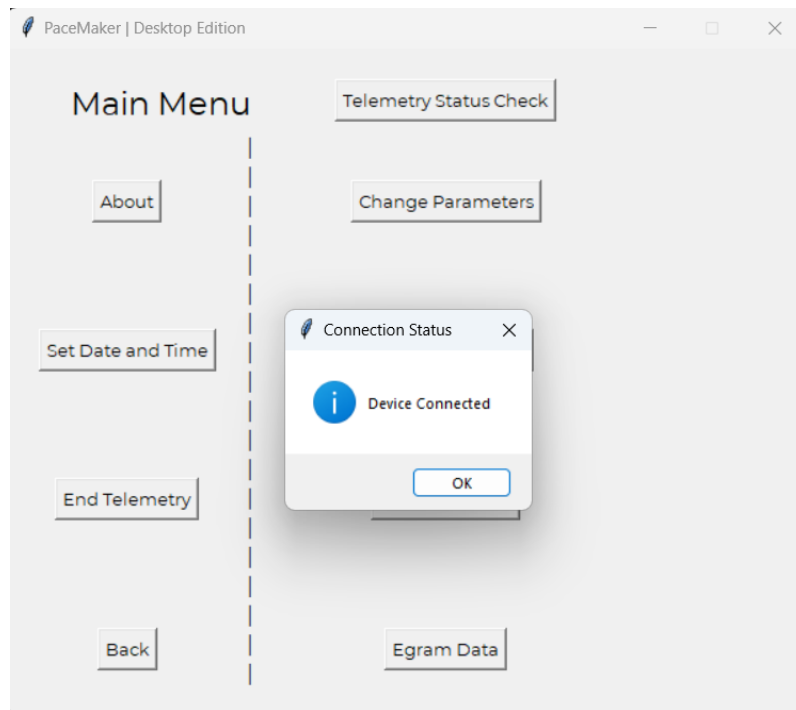 PaceMaker | Desktop Edition
Main Menu
Telemetry Status Check
About
Change Parameters
Connection Status
Set Date and Time
Device Connected
OK
End Telemetry
Back
Egram Data